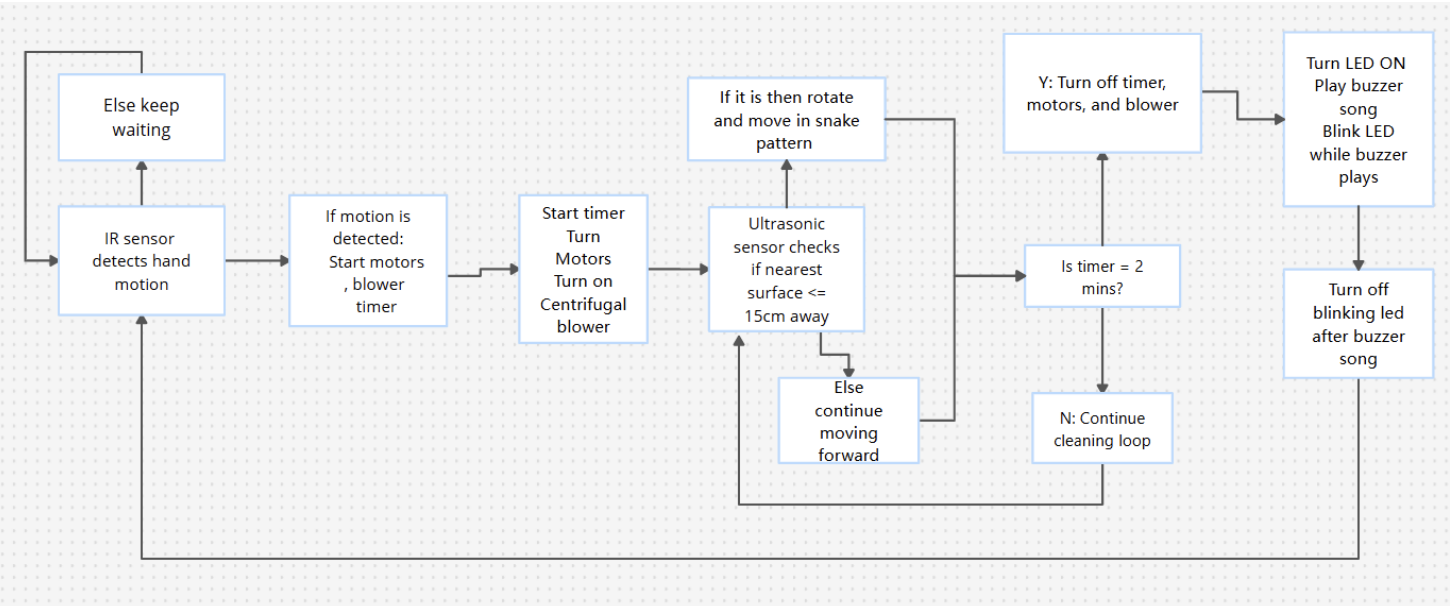 Else keep
waiting
IR sensor
detects hand
motion
If motion is
detected:
Start motors
, blower
timer
Start timer
Turn
Motors
Turn on
Centrifugal
blower
If it is then rotate
and move in snake
pattern
Ultrasonic
sensor checks
if nearest
surface <=
15cm away
Else
continue
moving
forward
Is timer = 2
mins?
Y: Turn off timer,
motors, and blower
N: Continue
cleaning loop
Turn LED ON
Play buzzer
song
Blink LED
while buzzer
plays
Turn off
blinking led
after buzzer
song